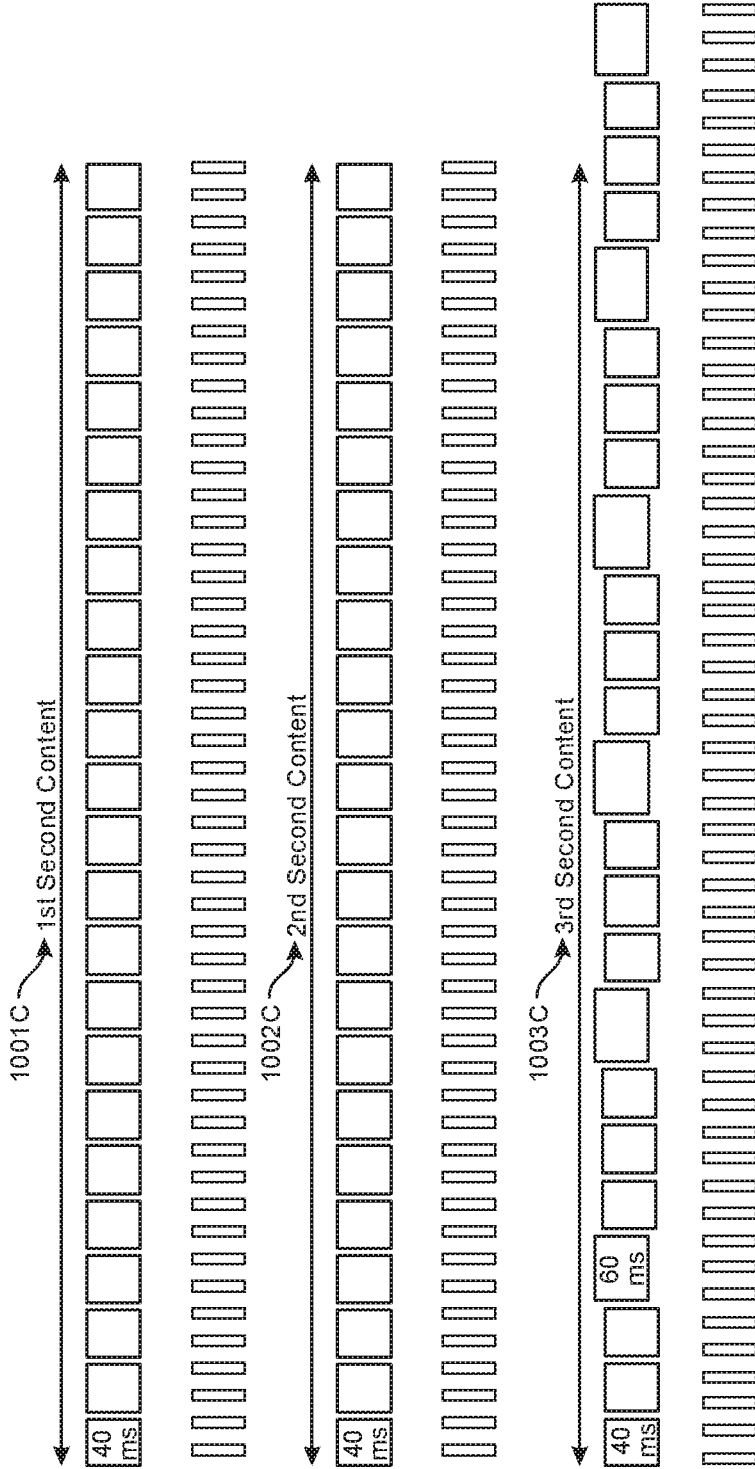 1001C
1st Second Content
40
ms
1002C
2nd Second Content
40
ms
1003C
3rd Second Content
40
ms
60
ms